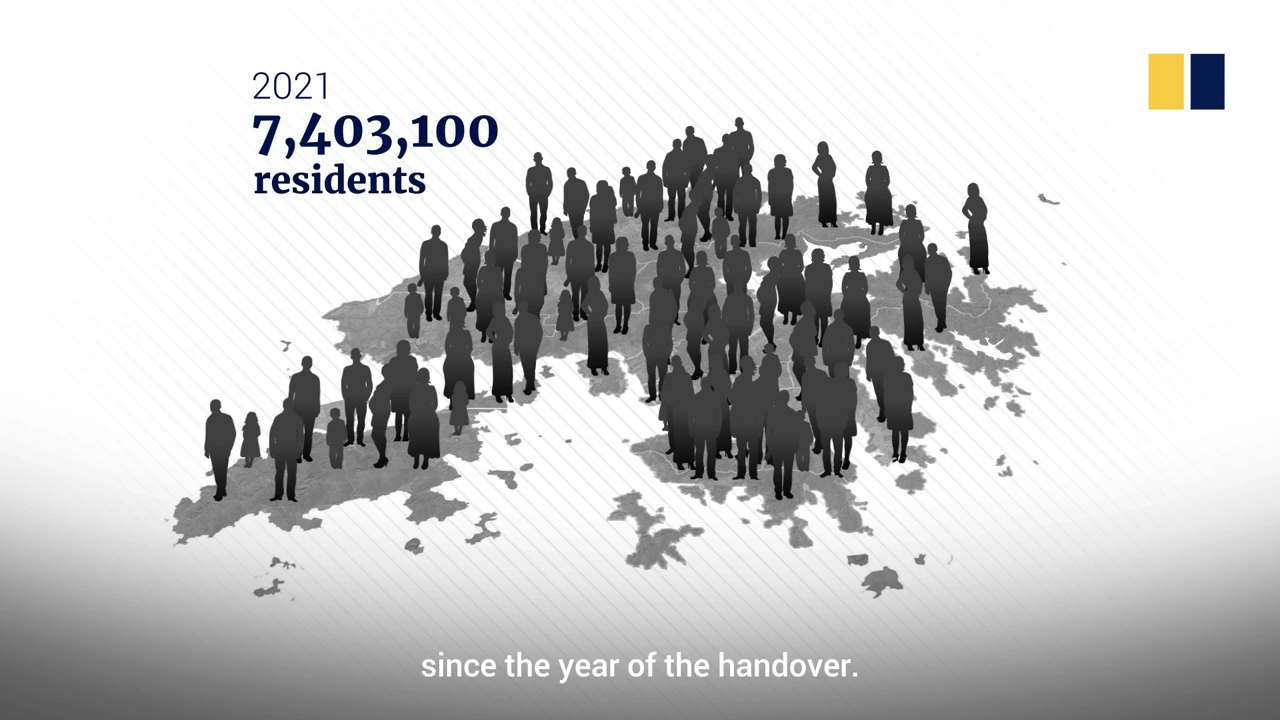 2021
7,403,100
residents
since the year of the handover.